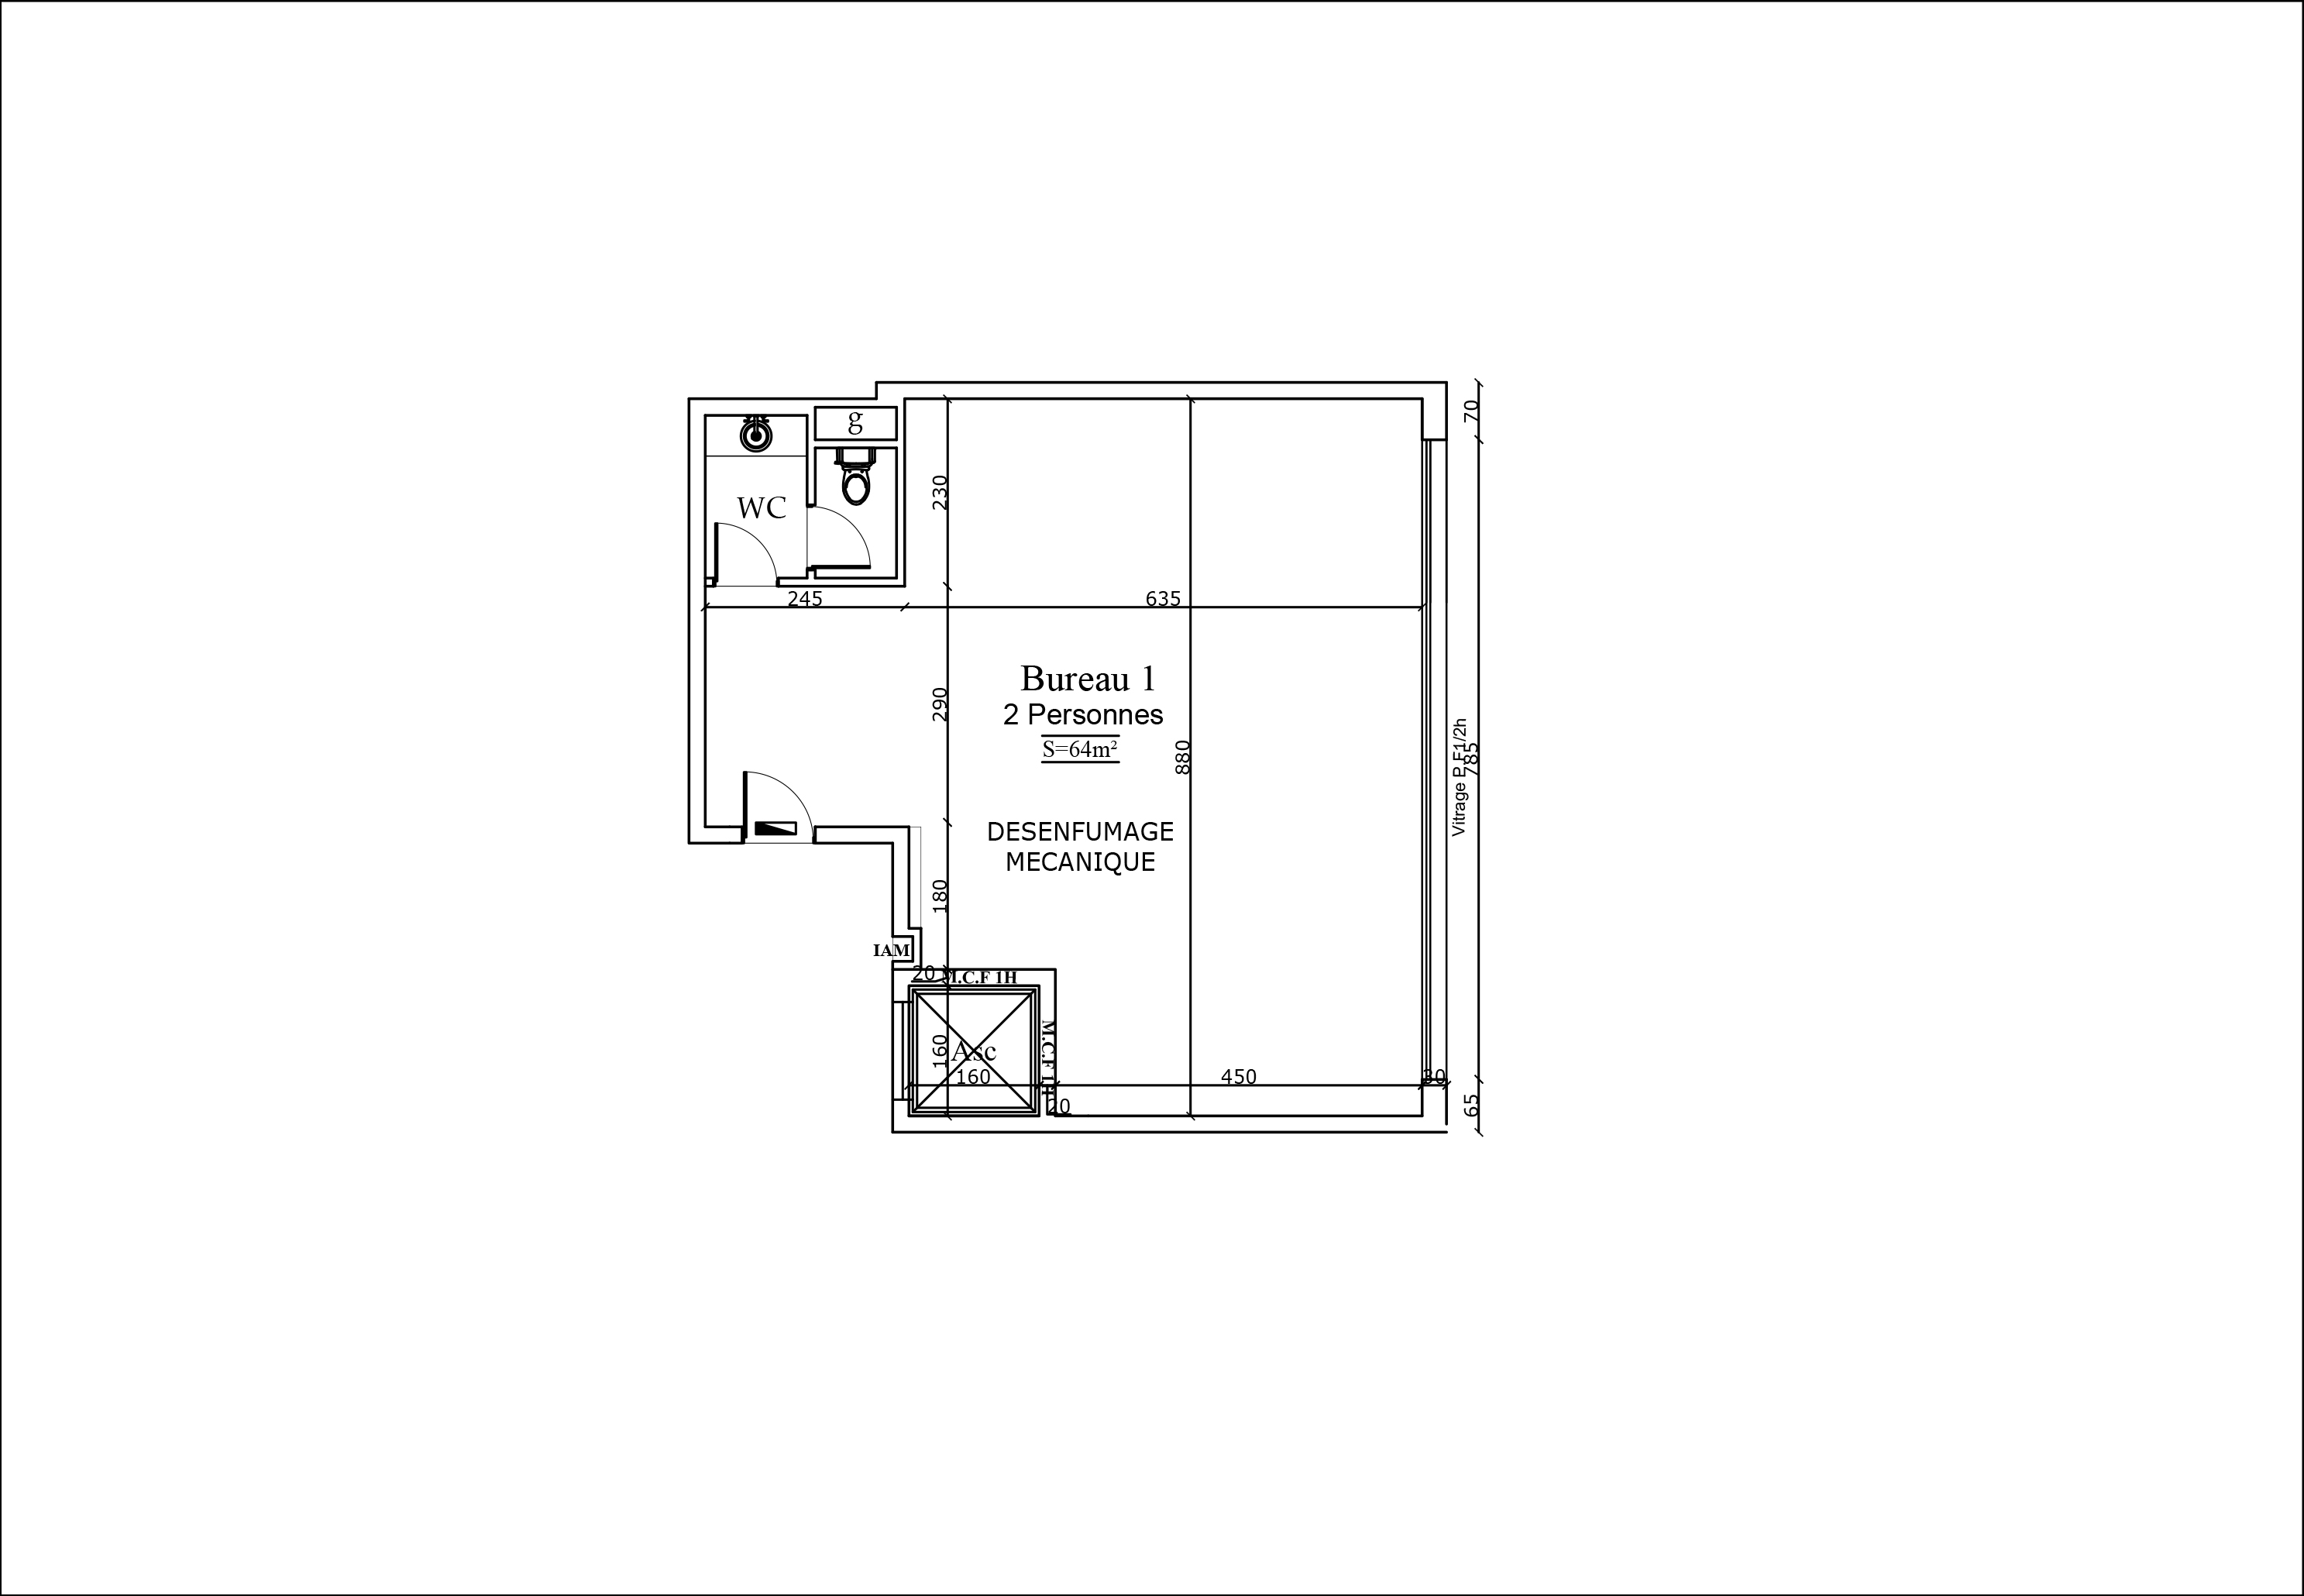 70
g
230
WC
245
635
Bureau 1
2 Personnes
S=64m²
290
880
Vitrage P.F1/2h
785
DESENFUMAGE
MECANIQUE
180
IAM
20
M.C.F 1H
M.C.F 1H
160
Asc
160
450
30
20
65